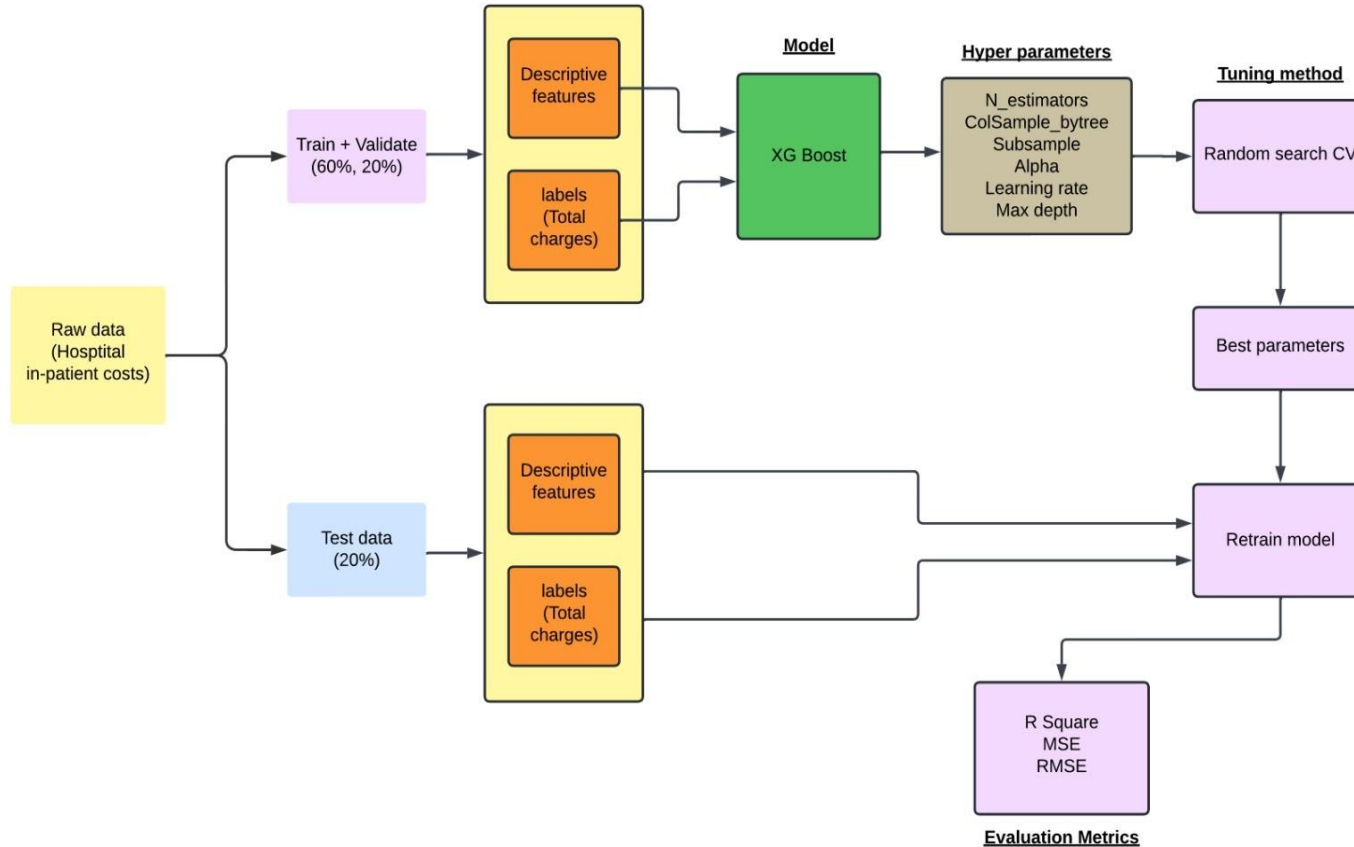 Model
Hyper parameters
Tuning method
Descriptive
features
labels
(Total
charges)
Train + Validate
(60%, 20%)
XG Boost
N_estimators
ColSample_bytree
Subsample
Alpha
Learning rate
Max depth
Random search CV
Raw data
(Hosptital
in-patient costs)
Best parameters
Test data
(20%)
Descriptive
features
labels
(Total
charges)
Retrain model
R Square
MSE
RMSE
Evaluation Metrics